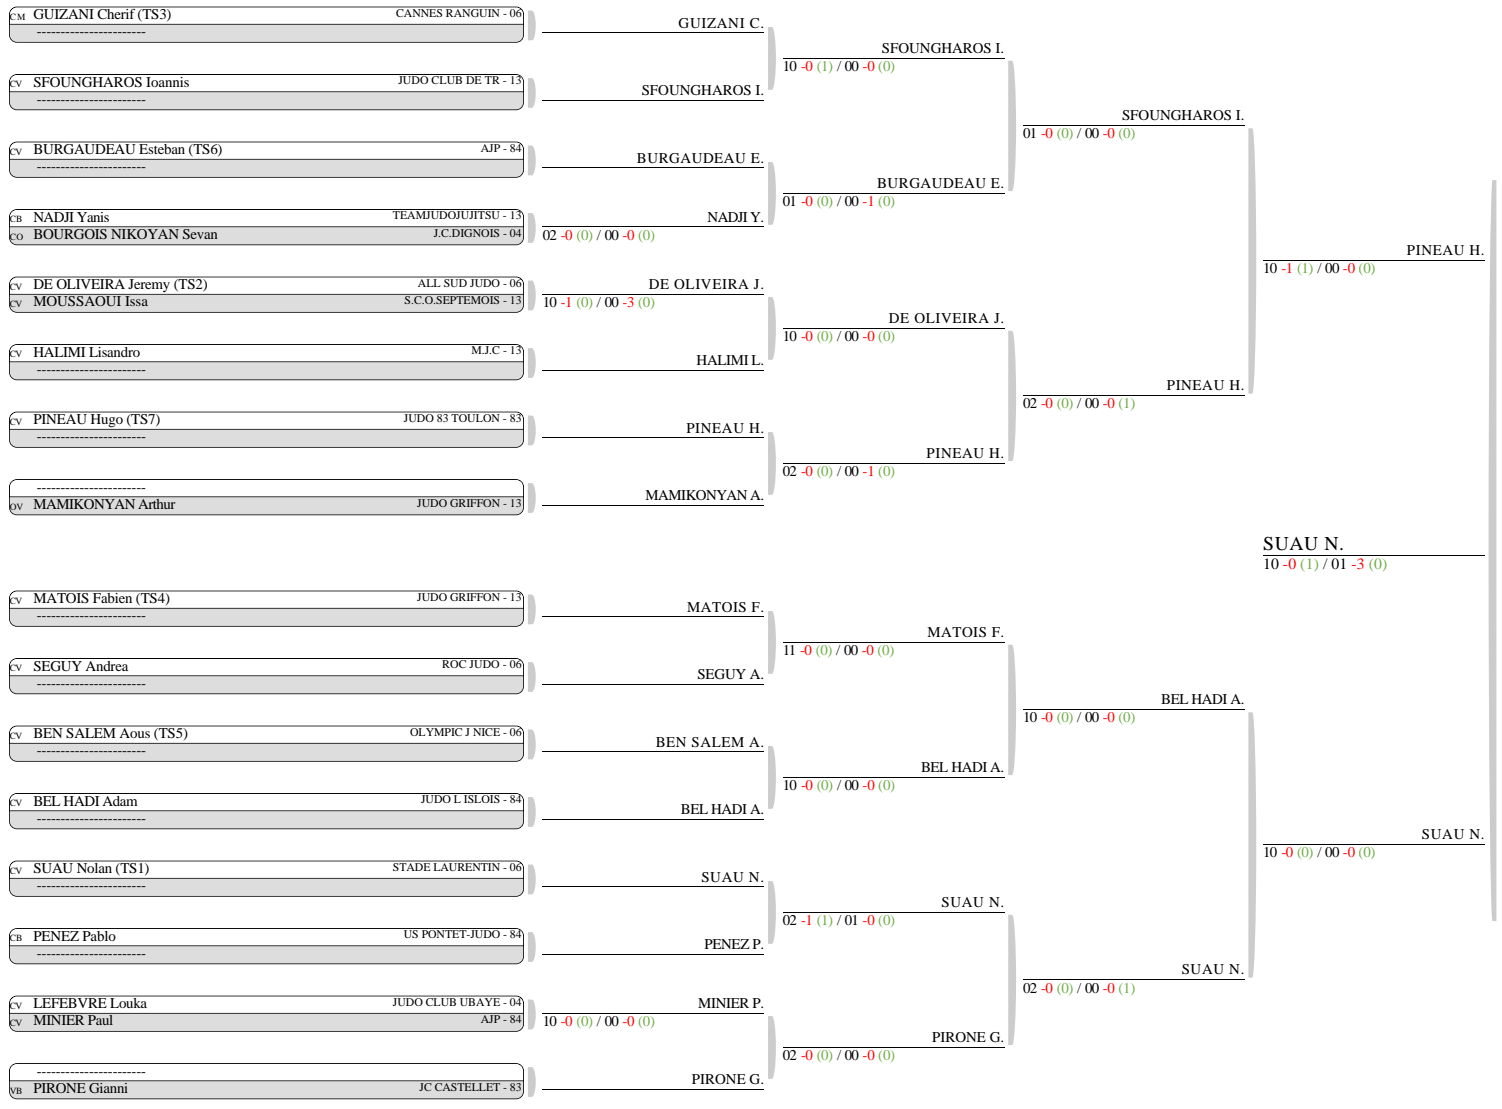 CM GUIZANI Cherif (TS3) CANNES RANGUIN - 06
-----------------------
CV SFOUNGHAROS Ioannis JUDO CLUB DE TR - 13
-----------------------
CV BURGAUDEAU Esteban (TS6) AJP - 84
-----------------------
CB NADJI Yanis TEAMJUDOJUJITSU - 13
CO BOURGOIS NIKOYAN Sevan J.C.DIGNOIS - 04
CV DE OLIVEIRA Jeremy (TS2) ALL SUD JUDO - 06
CV MOUSSAOUI Issa S.C.O.SEPTEMOIS - 13
CV HALIMI Lisandro M.J.C - 13
-----------------------
CV PINEAU Hugo (TS7) JUDO 83 TOULON - 83
-----------------------
-----------------------
OV MAMIKONYAN Arthur JUDO GRIFFON - 13
CV MATOIS Fabien (TS4) JUDO GRIFFON - 13
-----------------------
CV SEGUY Andrea ROC JUDO - 06
-----------------------
CV BEN SALEM Aous (TS5) OLYMPIC J NICE - 06
-----------------------
CV BEL HADI Adam JUDO L ISLOIS - 84
-----------------------
CV SUAU Nolan (TS1) STADE LAURENTIN - 06
-----------------------
CB PENEZ Pablo US PONTET-JUDO - 84
-----------------------
CV LEFEBVRE Louka JUDO CLUB UBAYE - 04
CV MINIER Paul AJP - 84
-----------------------
VB PIRONE Gianni JC CASTELLET - 83
GUIZANI C.
SFOUNGHAROS I.
BURGAUDEAU E.
NADJI Y.
02 -0 (0) / 00 -0 (0)
DE OLIVEIRA J.
10 -1 (0) / 00 -3 (0)
HALIMI L.
PINEAU H.
MAMIKONYAN A.
MATOIS F.
SEGUY A.
BEN SALEM A.
BEL HADI A.
SUAU N.
PENEZ P.
MINIER P.
10 -0 (0) / 00 -0 (0)
PIRONE G.
SFOUNGHAROS I.
10 -0 (1) / 00 -0 (0)
BURGAUDEAU E.
01 -0 (0) / 00 -1 (0)
DE OLIVEIRA J.
10 -0 (0) / 00 -0 (0)
PINEAU H.
02 -0 (0) / 00 -1 (0)
MATOIS F.
11 -0 (0) / 00 -0 (0)
BEL HADI A.
10 -0 (0) / 00 -0 (0)
SUAU N.
02 -1 (1) / 01 -0 (0)
PIRONE G.
02 -0 (0) / 00 -0 (0)
SFOUNGHAROS I.
01 -0 (0) / 00 -0 (0)
PINEAU H.
02 -0 (0) / 00 -0 (1)
BEL HADI A.
10 -0 (0) / 00 -0 (0)
SUAU N.
02 -0 (0) / 00 -0 (1)
PINEAU H.
10 -1 (1) / 00 -0 (0)
SUAU N.
10 -0 (1) / 01 -3 (0)
SUAU N.
10 -0 (0) / 00 -0 (0)